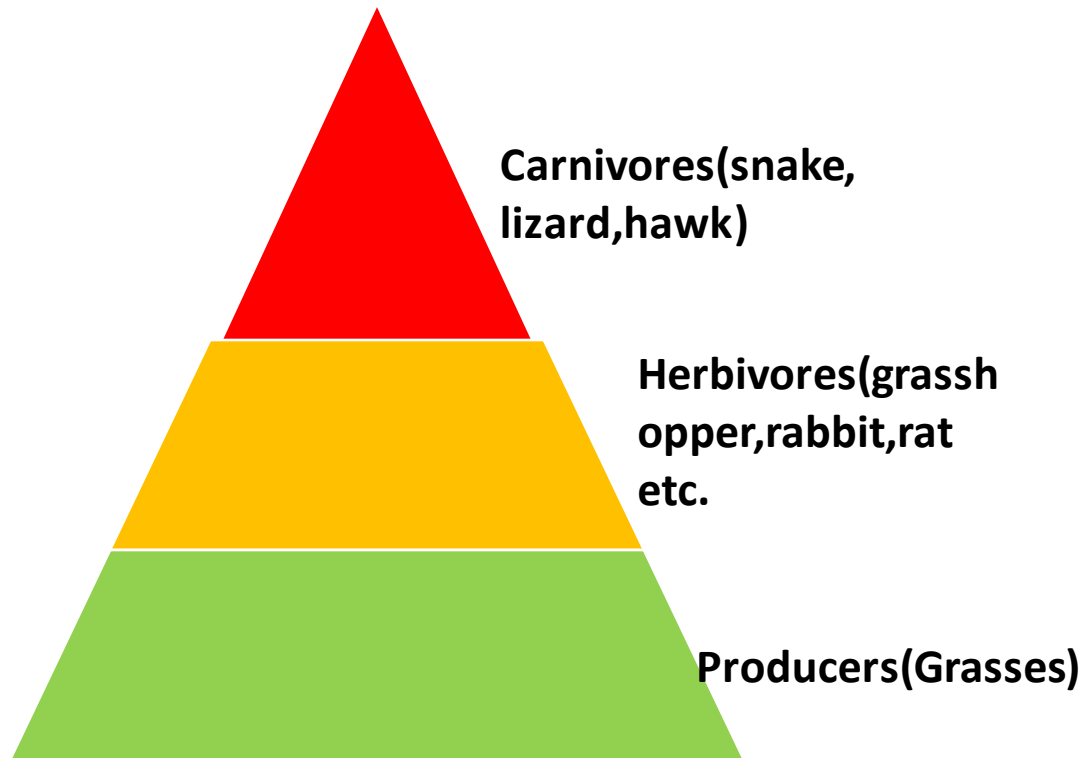 Carnivores(snake,
lizard,hawk)
Herbivores(grassh
opper,rabbit,rat
etc.
Producers(Grasses)